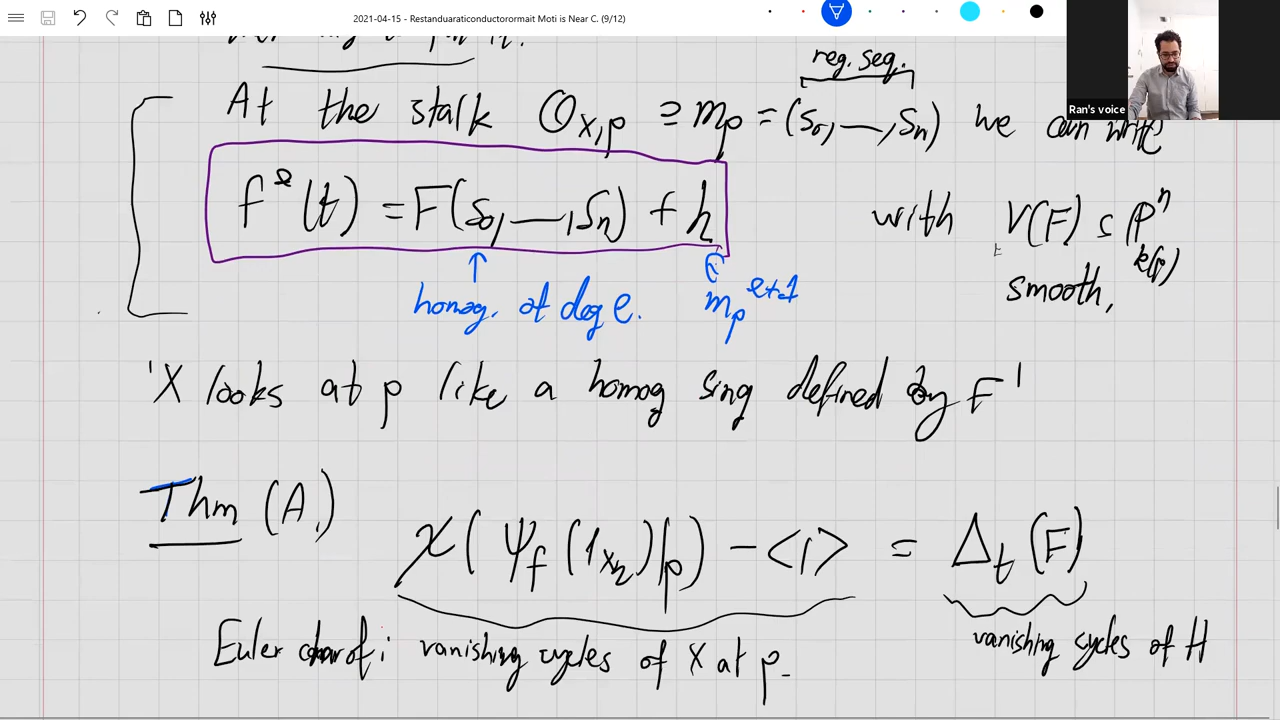 2021-04-15 - Restanduaraticonductorormait Moti is Near C. (9/12)
Ran's voice
reg. seq.
At the stalk O_{X,p} ⊇ m_p = (s_0, —, s_n) we can write
f^*(t) = F(s_0, —, s_n) + h with V(F) ⊂ P^n_{k(p)}
smooth,
homog. of deg e. m_p^{e+1}
'X looks at p like a homog sing defined by F'
Thm (A.)
χ(ψ_f(1_{X_η})|_p) - <1> = Δ_t(F)
Euler char of vanishing cycles of X at p.
vanishing cycles of H